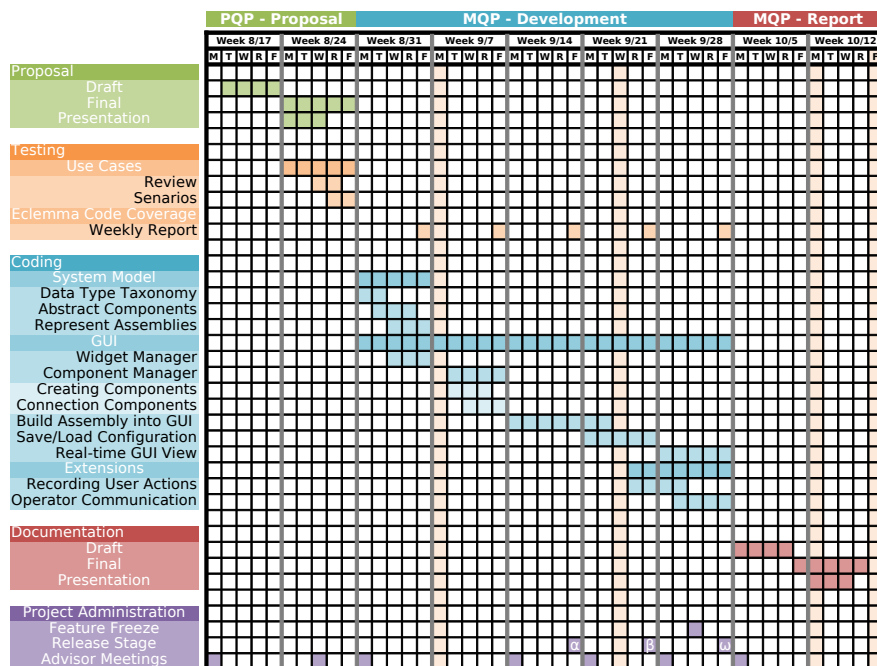 PQP - Proposal MQP - Development MQP - Report
Week 8/17 Week 8/24 Week 8/31 Week 9/7 Week 9/14 Week 9/21 Week 9/28 Week 10/5 Week 10/12
M T W R F M T W R F M T W R F M T W R F M T W R F M T W R F M T W R F M T W R F M T W R F
Proposal
Draft
Final
Presentation
Testing
Use Cases
Review
Senarios
Eclemma Code Coverage
Weekly Report
Coding
System Model
Data Type Taxonomy
Abstract Components
Represent Assemblies
GUI
Widget Manager
Component Manager
Creating Components
Connection Components
Build Assembly into GUI
Save/Load Configuration
Real-time GUI View
Extensions
Recording User Actions
Operator Communication
Documentation
Draft
Final
Presentation
Project Administration
Feature Freeze
Release Stage α β ω
Advisor Meetings